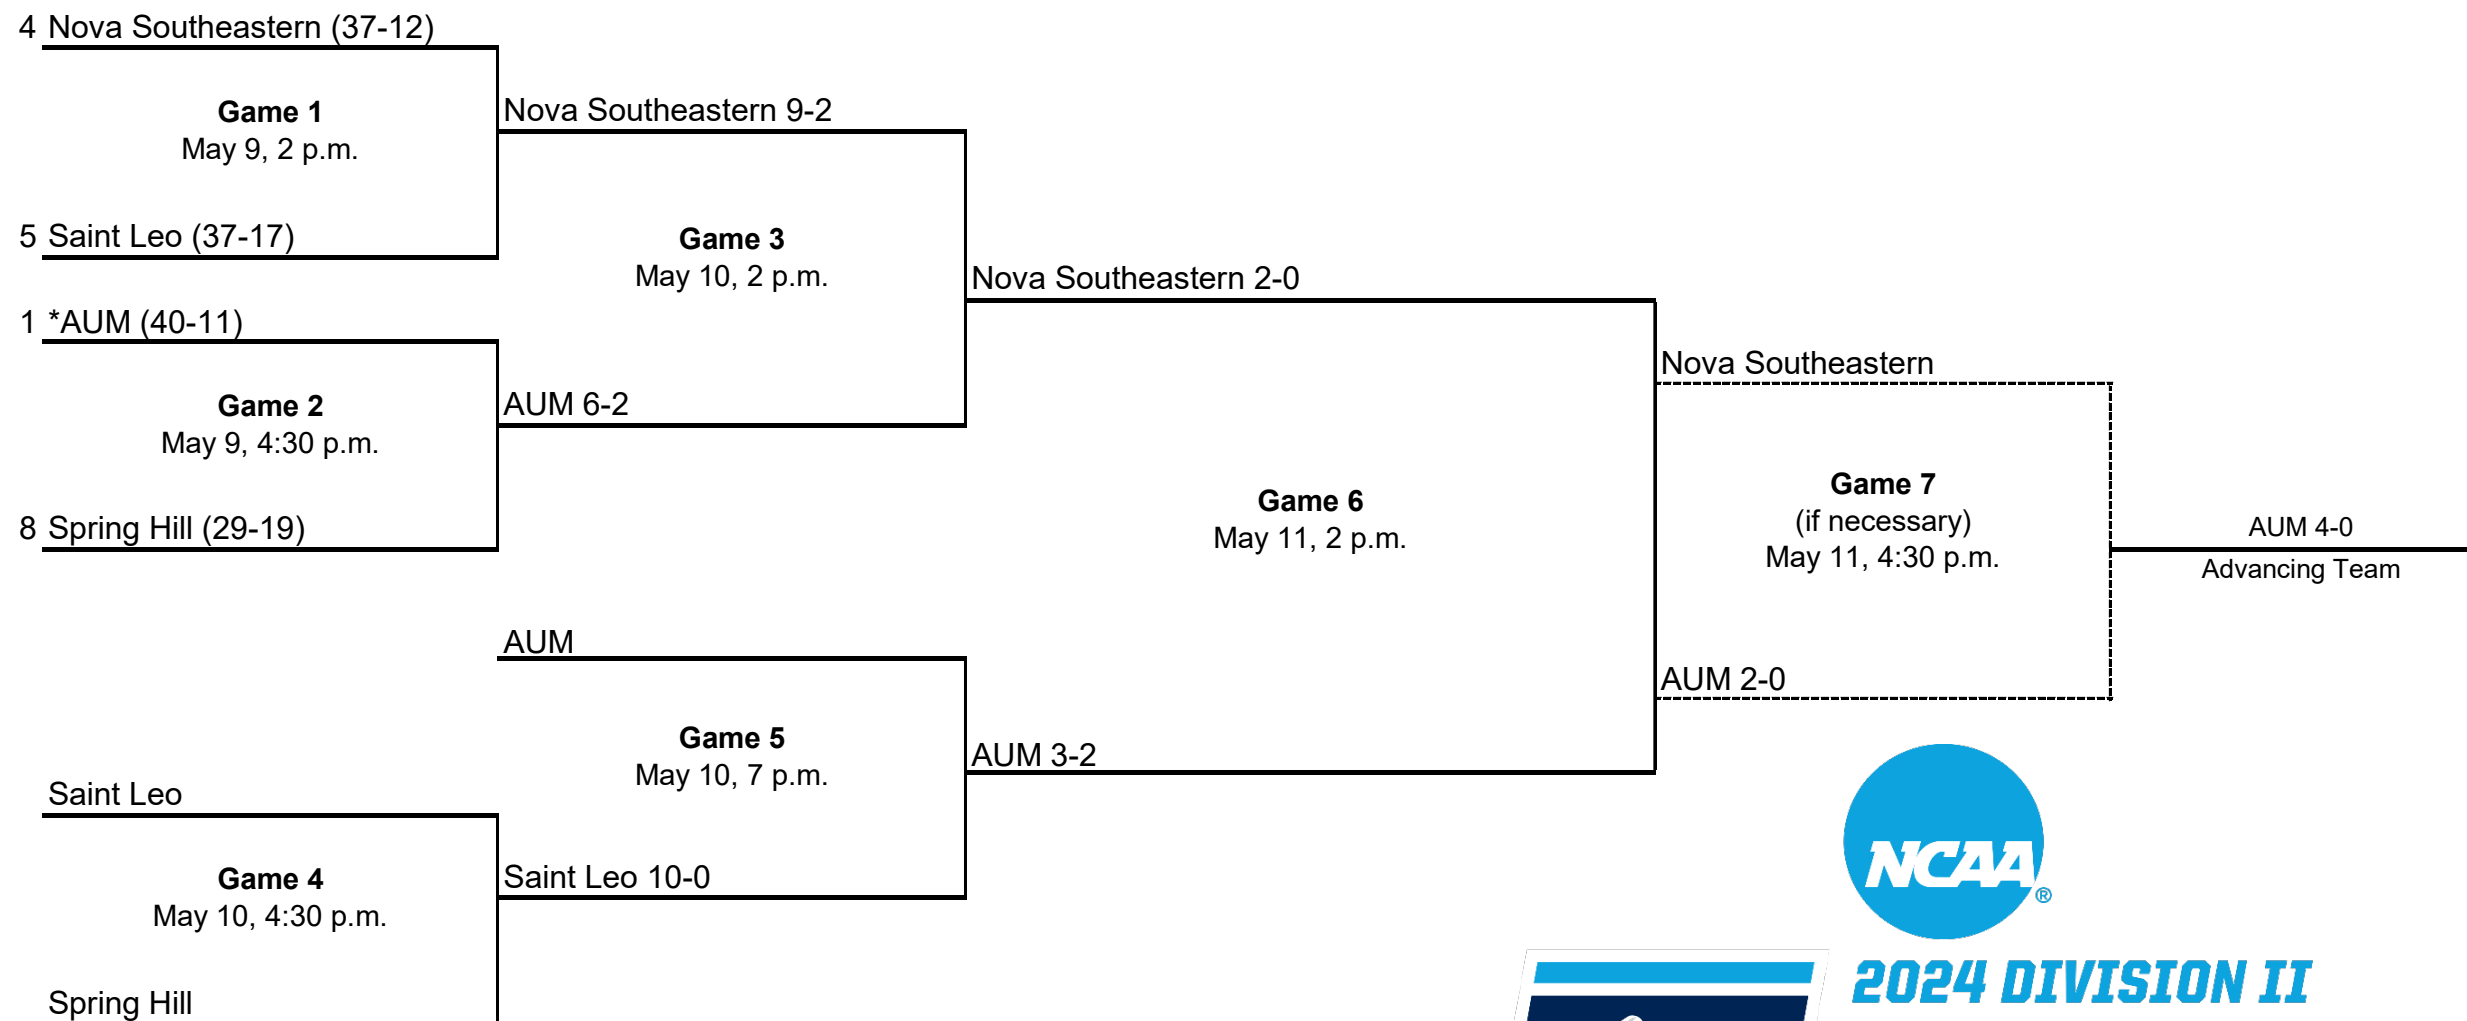 4 Nova Southeastern (37-12)
Game 1
May 9, 2 p.m.
5 Saint Leo (37-17)
Nova Southeastern 9-2
1 *AUM (40-11)
Game 2
May 9, 4:30 p.m.
8 Spring Hill (29-19)
AUM 6-2
Game 3
May 10, 2 p.m.
Nova Southeastern 2-0
AUM
Game 5
May 10, 7 p.m.
Saint Leo
Game 4
May 10, 4:30 p.m.
Spring Hill
Saint Leo 10-0
AUM 3-2
Game 6
May 11, 2 p.m.
Nova Southeastern
Game 7
(if necessary)
May 11, 4:30 p.m.
AUM 2-0
AUM 4-0
Advancing Team
NCAA®
2024 DIVISION II